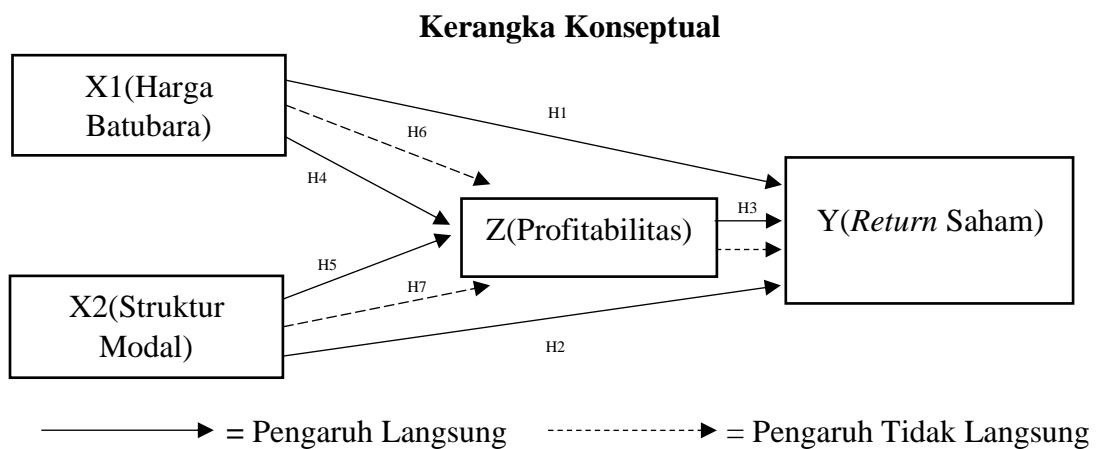 Kerangka Konseptual
X1(Harga
Batubara)
H1
H6
H4
Z(Profitabilitas)
H3
Y(Return Saham)
H5
H7
X2(Struktur
Modal)
H2
= Pengaruh Langsung
= Pengaruh Tidak Langsung